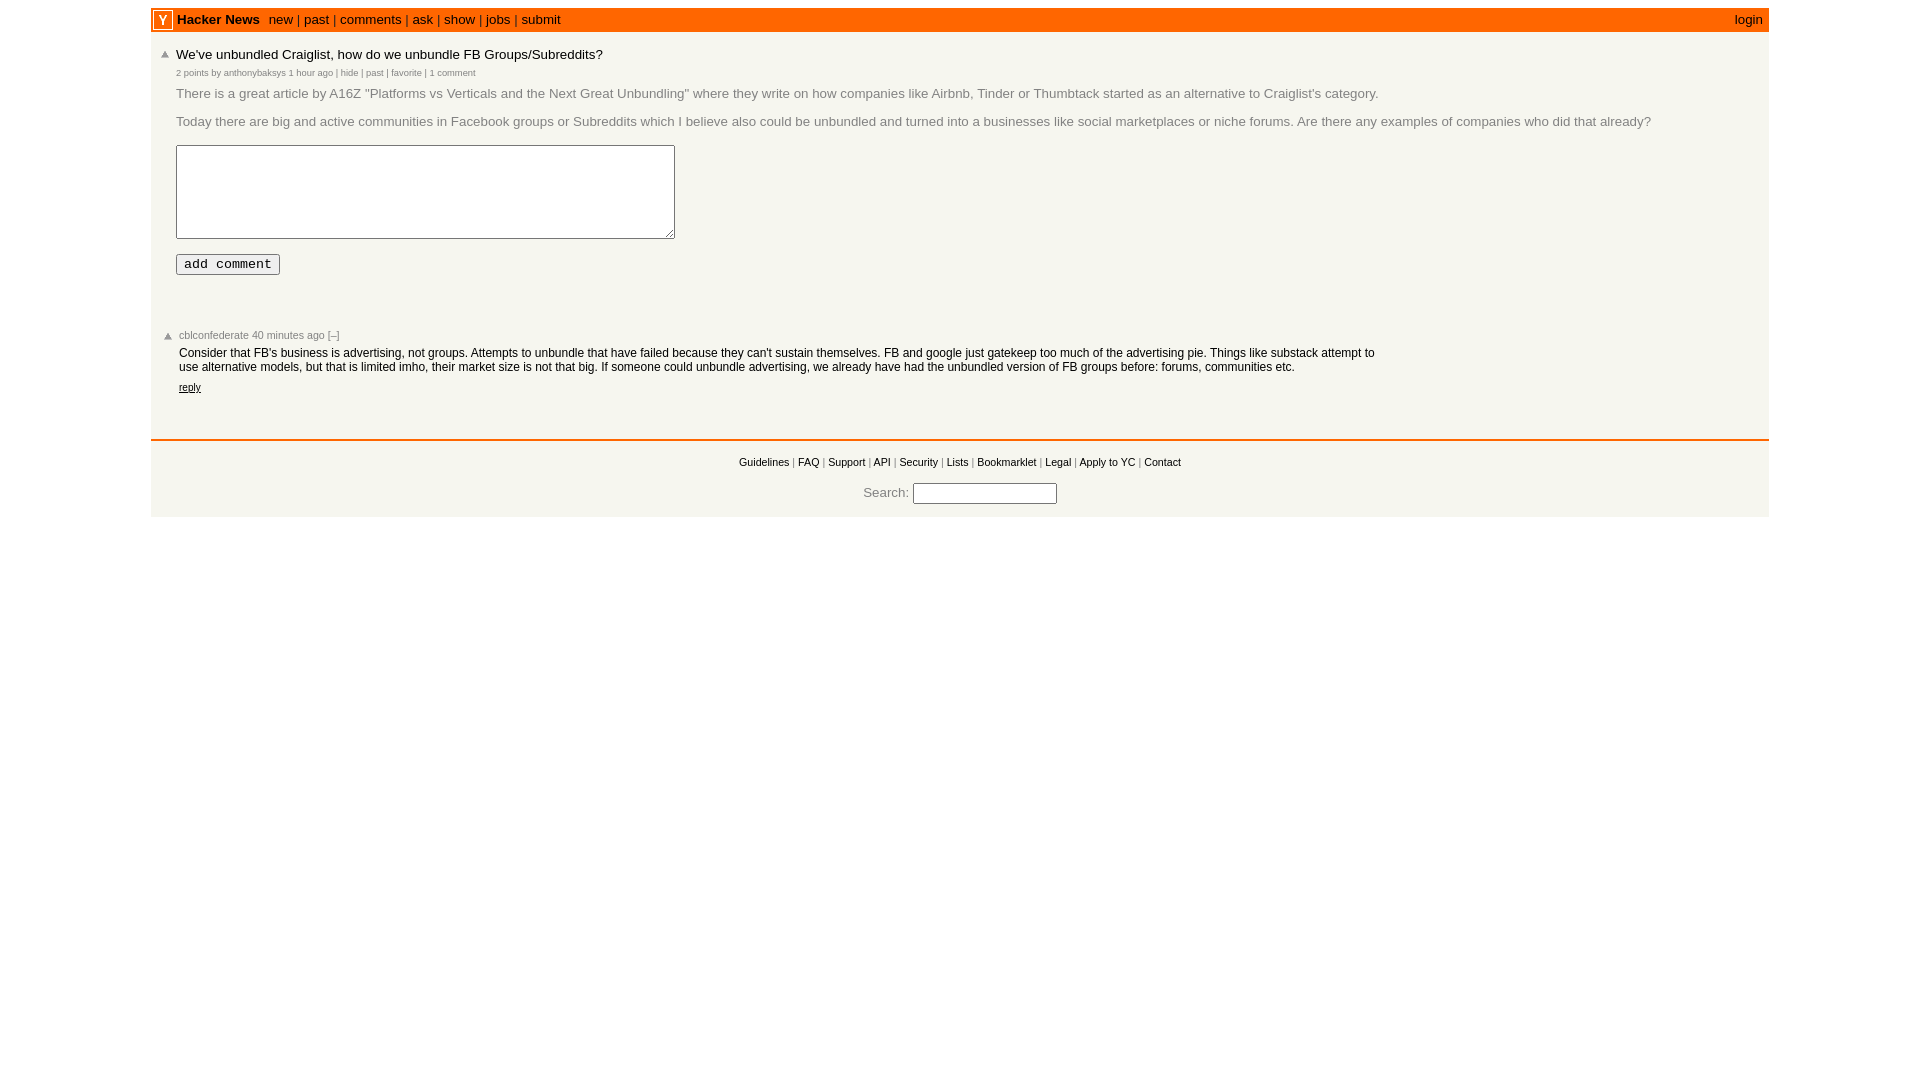 Y Hacker News new | past | comments | ask | show | jobs | submit login
We've unbundled Craiglist, how do we unbundle FB Groups/Subreddits?
2 points by anthonybaksys 1 hour ago | hide | past | favorite | 1 comment
There is a great article by A16Z "Platforms vs Verticals and the Next Great Unbundling" where they write on how companies like Airbnb, Tinder or Thumbtack started as an alternative to Craiglist's category.
Today there are big and active communities in Facebook groups or Subreddits which I believe also could be unbundled and turned into a businesses like social marketplaces or niche forums. Are there any examples of companies who did that already?
add comment
cblconfederate 40 minutes ago [–]
Consider that FB's business is advertising, not groups. Attempts to unbundle that have failed because they can't sustain themselves. FB and google just gatekeep too much of the advertising pie. Things like substack attempt to
use alternative models, but that is limited imho, their market size is not that big. If someone could unbundle advertising, we already have had the unbundled version of FB groups before: forums, communities etc.
reply
Guidelines | FAQ | Support | API | Security | Lists | Bookmarklet | Legal | Apply to YC | Contact
Search: